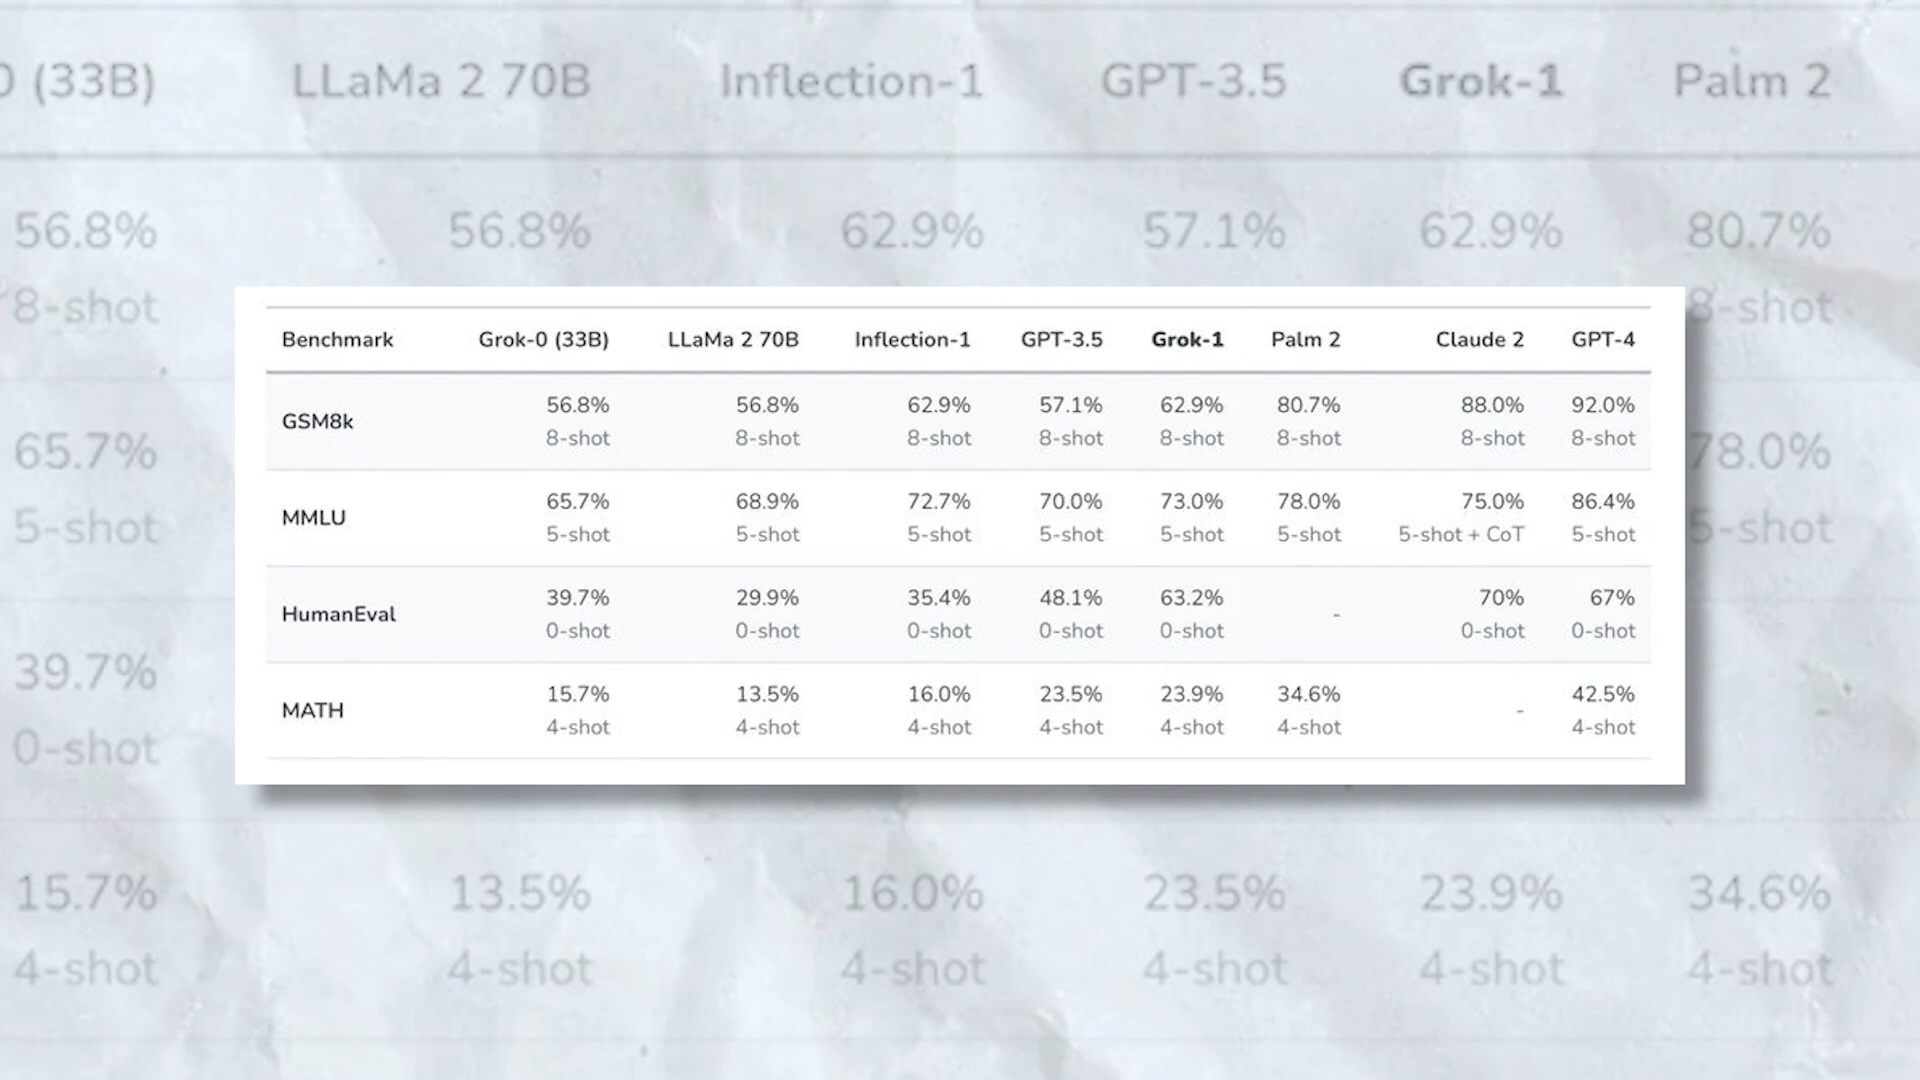 0 (33B) LLaMa 2 70B Inflection-1 GPT-3.5 Grok-1 Palm 2
56.8% 56.8% 62.9% 57.1% 62.9% 80.7%
8-shot 8-shot
Benchmark Grok-0 (33B) LLaMa 2 70B Inflection-1 GPT-3.5 Grok-1 Palm 2 Claude 2 GPT-4
GSM8k 56.8% 56.8% 62.9% 57.1% 62.9% 80.7% 88.0% 92.0%
8-shot 8-shot 8-shot 8-shot 8-shot 8-shot 8-shot 8-shot
MMLU 65.7% 68.9% 72.7% 70.0% 73.0% 78.0% 75.0% 86.4%
5-shot 5-shot 5-shot 5-shot 5-shot 5-shot 5-shot + CoT 5-shot
HumanEval 39.7% 29.9% 35.4% 48.1% 63.2% - 70% 67%
0-shot 0-shot 0-shot 0-shot 0-shot 0-shot 0-shot
MATH 15.7% 13.5% 16.0% 23.5% 23.9% 34.6% - 42.5%
4-shot 4-shot 4-shot 4-shot 4-shot 4-shot 4-shot
65.7% 78.0%
5-shot 5-shot
39.7% -
0-shot
15.7% 13.5% 16.0% 23.5% 23.9% 34.6%
4-shot 4-shot 4-shot 4-shot 4-shot 4-shot